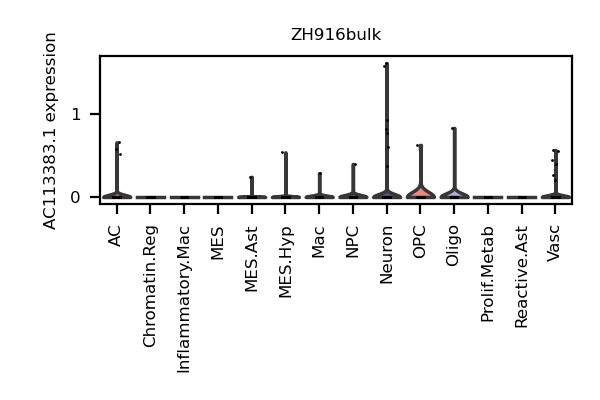 ZH916bulk
AC113383.1 expression
1
0
AC
Chromatin.Reg
Inflammatory.Mac
MES
MES.Ast
MES.Hyp
Mac
NPC
Neuron
OPC
Oligo
Prolif.Metab
Reactive.Ast
Vasc